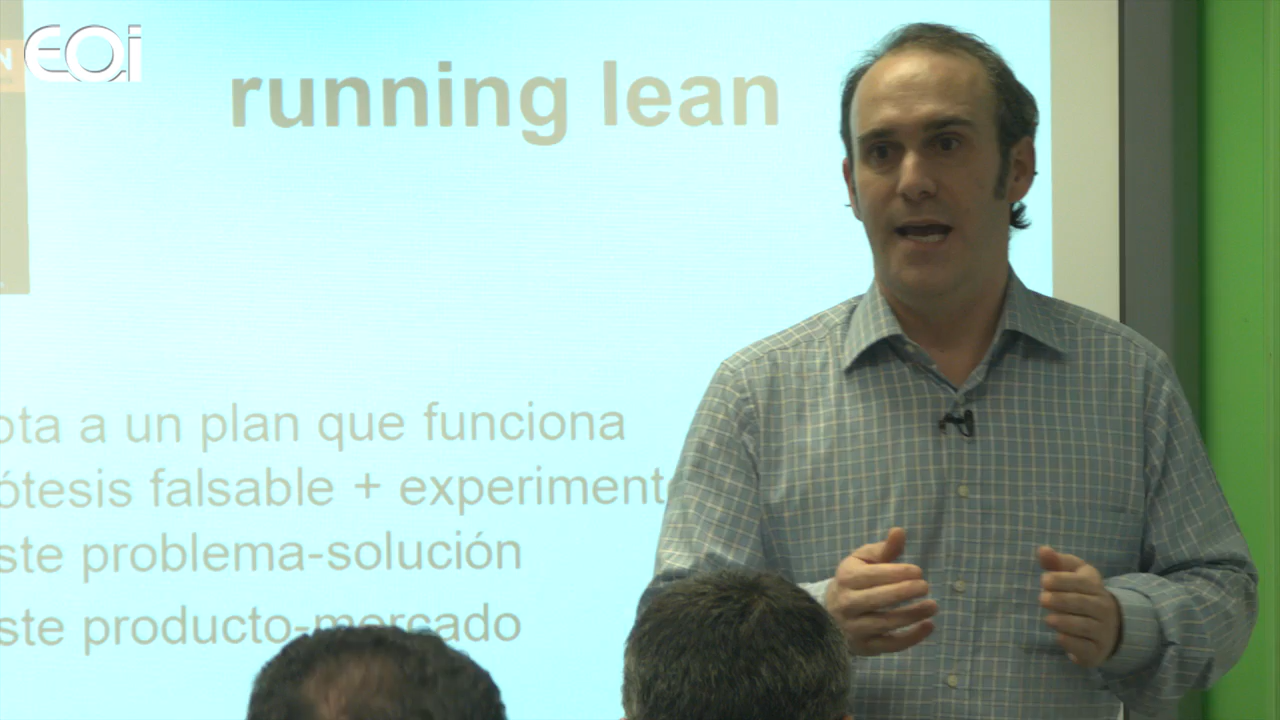 EOi
running lean
ota a un plan que funciona
ótesis falsable + experiment
ste problema-solución
ste producto-mercado